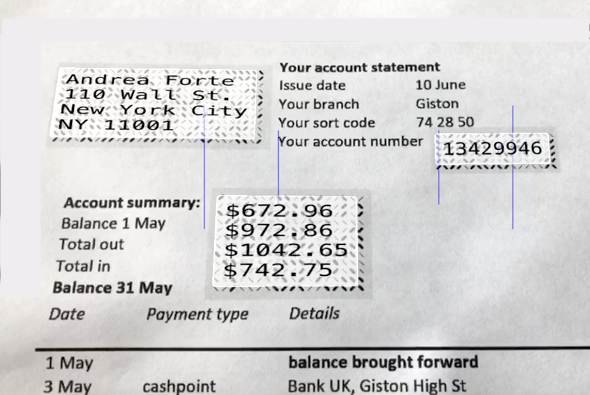 Andrea Forte
110 Wall St.
New York City
NY 11001
Your account statement
Issue date 10 June
Your branch Giston
Your sort code 74 28 50
Your account number 13429946
Account summary:
Balance 1 May $672.96
Total out $972.86
Total in $1042.65
Balance 31 May $742.75
Date Payment type Details
1 May balance brought forward
3 May cashpoint Bank UK, Giston High St